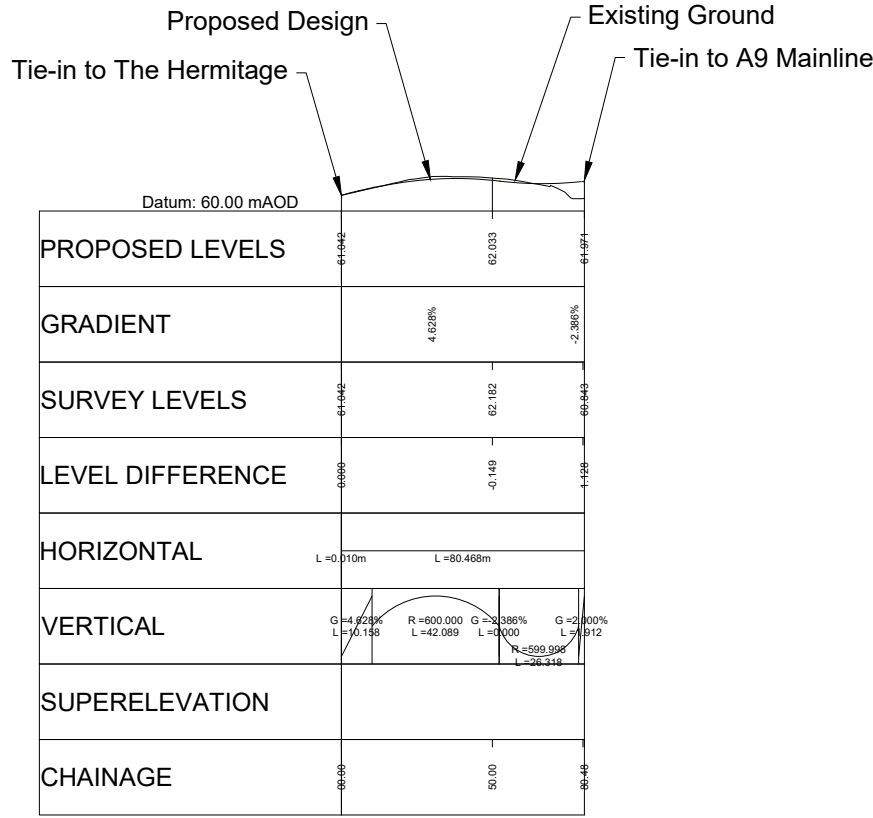 Proposed Design
Existing Ground
Tie-in to The Hermitage
Tie-in to A9 Mainline
Datum: 60.00 mAOD
PROPOSED LEVELS 61.042 62.033 61.971
GRADIENT 4.628% -2.386%
SURVEY LEVELS 61.042 62.182 60.843
LEVEL DIFFERENCE 0.000 -0.149 1.128
HORIZONTAL
L =0.010m L =80.468m
VERTICAL
G =4.628% R =600.000 G =-2.386% G =2.000%
L =10.158 L =42.089 L =0.000 L =1.912
R =599.998
L =26.318
SUPERELEVATION
CHAINAGE 00.00 50.00 80.48